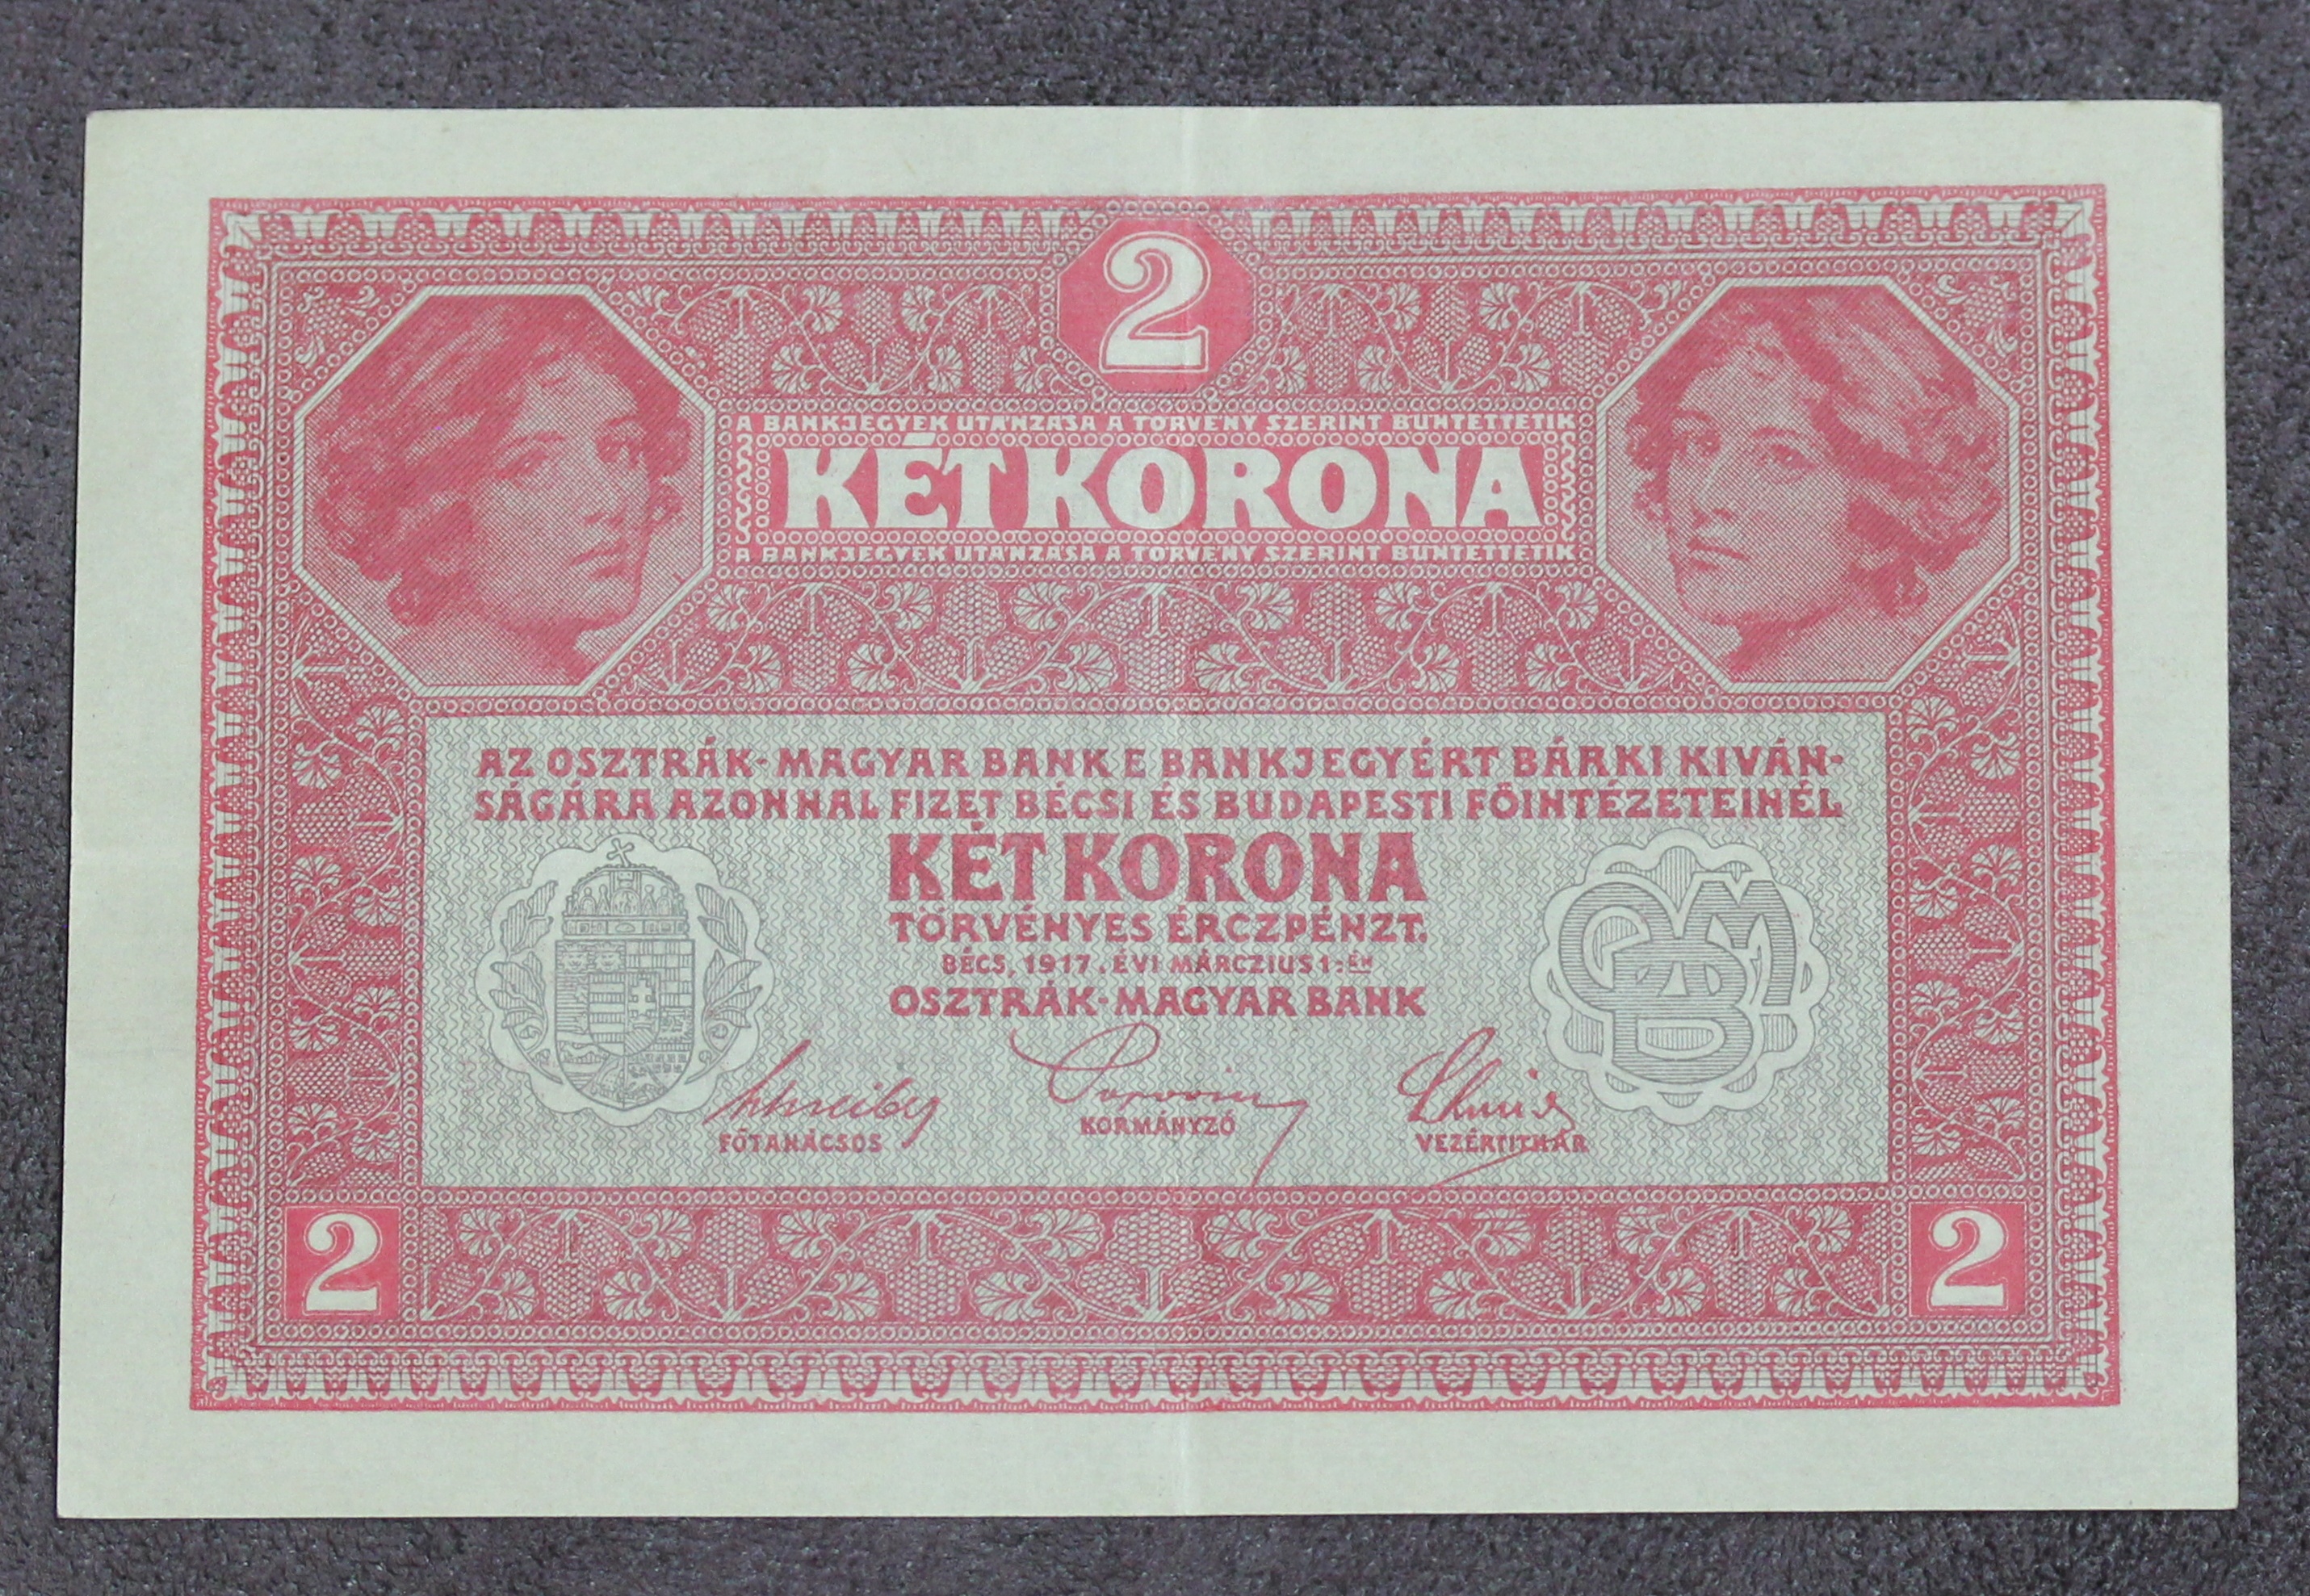 2
A BANKJEGYEK UTÁNZÁSA A TÖRVÉNY SZERINT BÜNTETTETIK
KÉT KORONA
A BANKJEGYEK UTÁNZÁSA A TÖRVÉNY SZERINT BÜNTETTETIK
AZ OSZTRÁK-MAGYAR BANK E BANKJEGYÉRT BÁRKI KIVÁN-
SÁGÁRA AZONNAL FIZET BÉCSI ÉS BUDAPESTI FŐINTÉZETEINÉL
KÉT KORONA
TÖRVÉNYES ÉRCZPÉNZT.
BÉCS, 1917. ÉVI MÁRCZIUS 1-ÉN
OSZTRÁK-MAGYAR BANK
FŐTANÁCSOS KORMÁNYZÓ VEZÉRTITKÁR
2 2